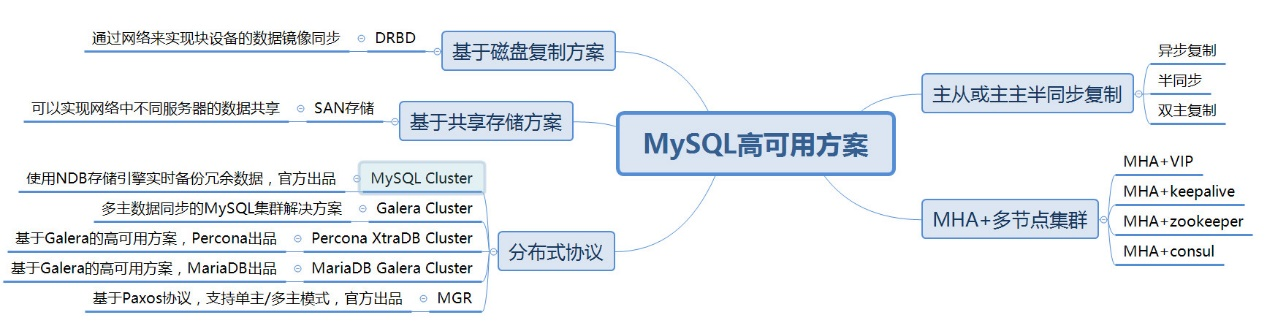 MySQL高可用方案
主从或主主半同步复制
异步复制
半同步
双主复制
MHA+多节点集群
MHA+VIP
MHA+keepalive
MHA+zookeeper
MHA+consul
基于磁盘复制方案
DRBD
通过网络来实现块设备的数据镜像同步
基于共享存储方案
SAN存储
可以实现网络中不同服务器的数据共享
分布式协议
MySQL Cluster
使用NDB存储引擎实时备份冗余数据，官方出品
Galera Cluster
多主数据同步的MySQL集群解决方案
Percona XtraDB Cluster
基于Galera的高可用方案，Percona出品
MariaDB Galera Cluster
基于Galera的高可用方案，MariaDB出品
MGR
基于Paxos协议，支持单主/多主模式，官方出品